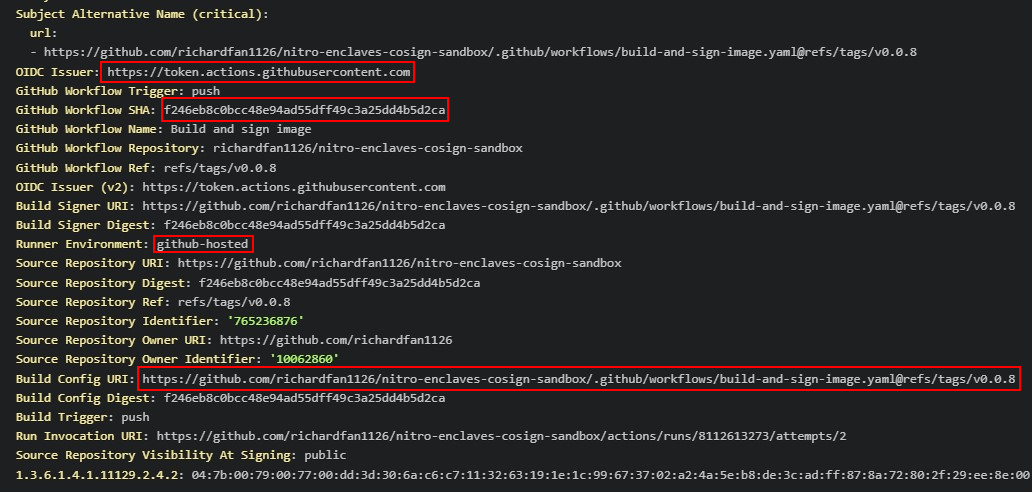 Subject Alternative Name (critical):
url:
- https://github.com/richardfan1126/nitro-enclaves-cosign-sandbox/.github/workflows/build-and-sign-image.yaml@refs/tags/v0.0.8
OIDC Issuer: https://token.actions.githubusercontent.com
GitHub Workflow Trigger: push
GitHub Workflow SHA: f246eb8c0bcc48e94ad55dff49c3a25dd4b5d2ca
GitHub Workflow Name: Build and sign image
GitHub Workflow Repository: richardfan1126/nitro-enclaves-cosign-sandbox
GitHub Workflow Ref: refs/tags/v0.0.8
OIDC Issuer (v2): https://token.actions.githubusercontent.com
Build Signer URI: https://github.com/richardfan1126/nitro-enclaves-cosign-sandbox/.github/workflows/build-and-sign-image.yaml@refs/tags/v0.0.8
Build Signer Digest: f246eb8c0bcc48e94ad55dff49c3a25dd4b5d2ca
Runner Environment: github-hosted
Source Repository URI: https://github.com/richardfan1126/nitro-enclaves-cosign-sandbox
Source Repository Digest: f246eb8c0bcc48e94ad55dff49c3a25dd4b5d2ca
Source Repository Ref: refs/tags/v0.0.8
Source Repository Identifier: '765236876'
Source Repository Owner URI: https://github.com/richardfan1126
Source Repository Owner Identifier: '10062860'
Build Config URI: https://github.com/richardfan1126/nitro-enclaves-cosign-sandbox/.github/workflows/build-and-sign-image.yaml@refs/tags/v0.0.8
Build Config Digest: f246eb8c0bcc48e94ad55dff49c3a25dd4b5d2ca
Build Trigger: push
Run Invocation URI: https://github.com/richardfan1126/nitro-enclaves-cosign-sandbox/actions/runs/8112613273/attempts/2
Source Repository Visibility At Signing: public
1.3.6.1.4.1.11129.2.4.2: 04:7b:00:79:00:77:00:dd:3d:30:6a:c6:c7:11:32:63:19:1e:1c:99:67:37:02:a2:4a:5e:b8:de:3c:ad:ff:87:8a:72:80:2f:29:ee:8e:00